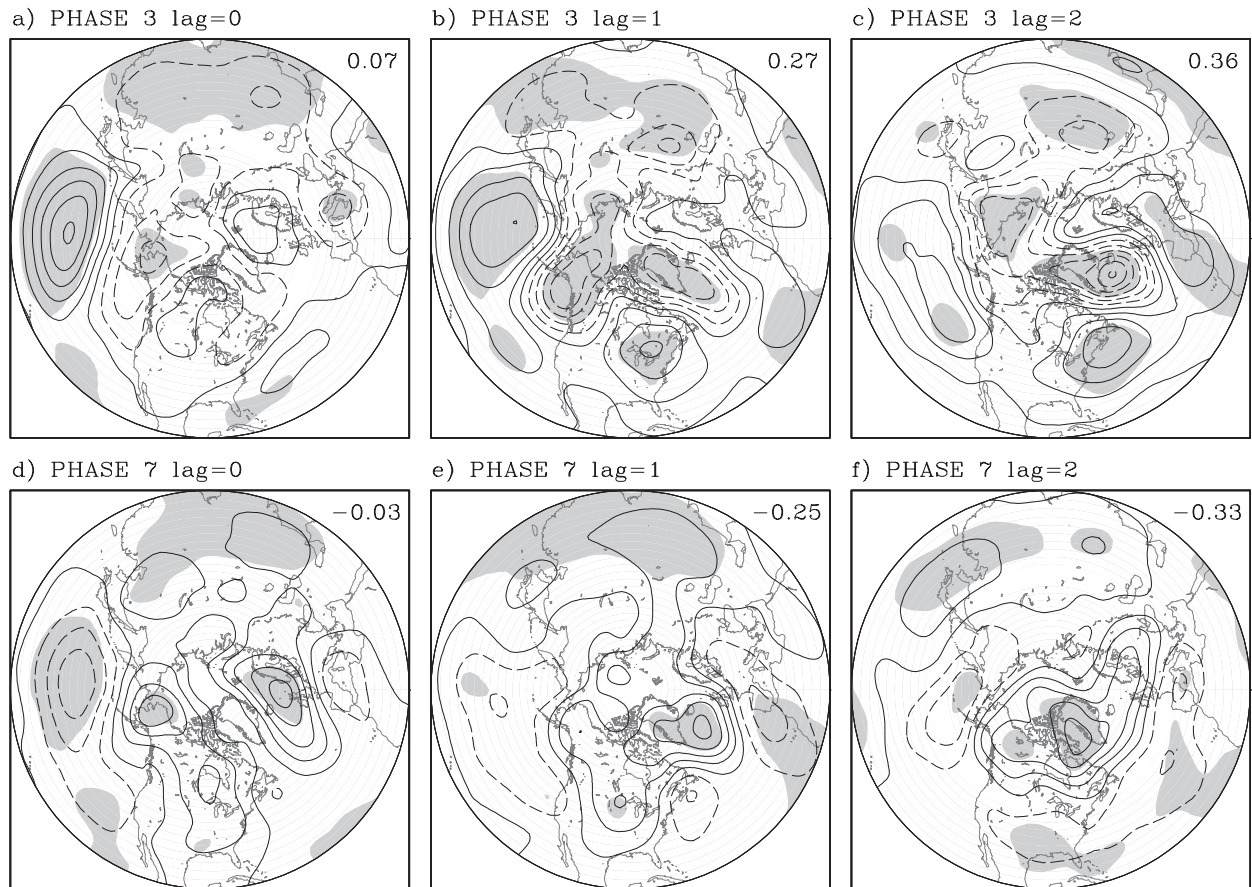 a) PHASE 3 lag=0
b) PHASE 3 lag=1
c) PHASE 3 lag=2
0.07
0.27
0.36
d) PHASE 7 lag=0
e) PHASE 7 lag=1
f) PHASE 7 lag=2
−0.03
−0.25
−0.33